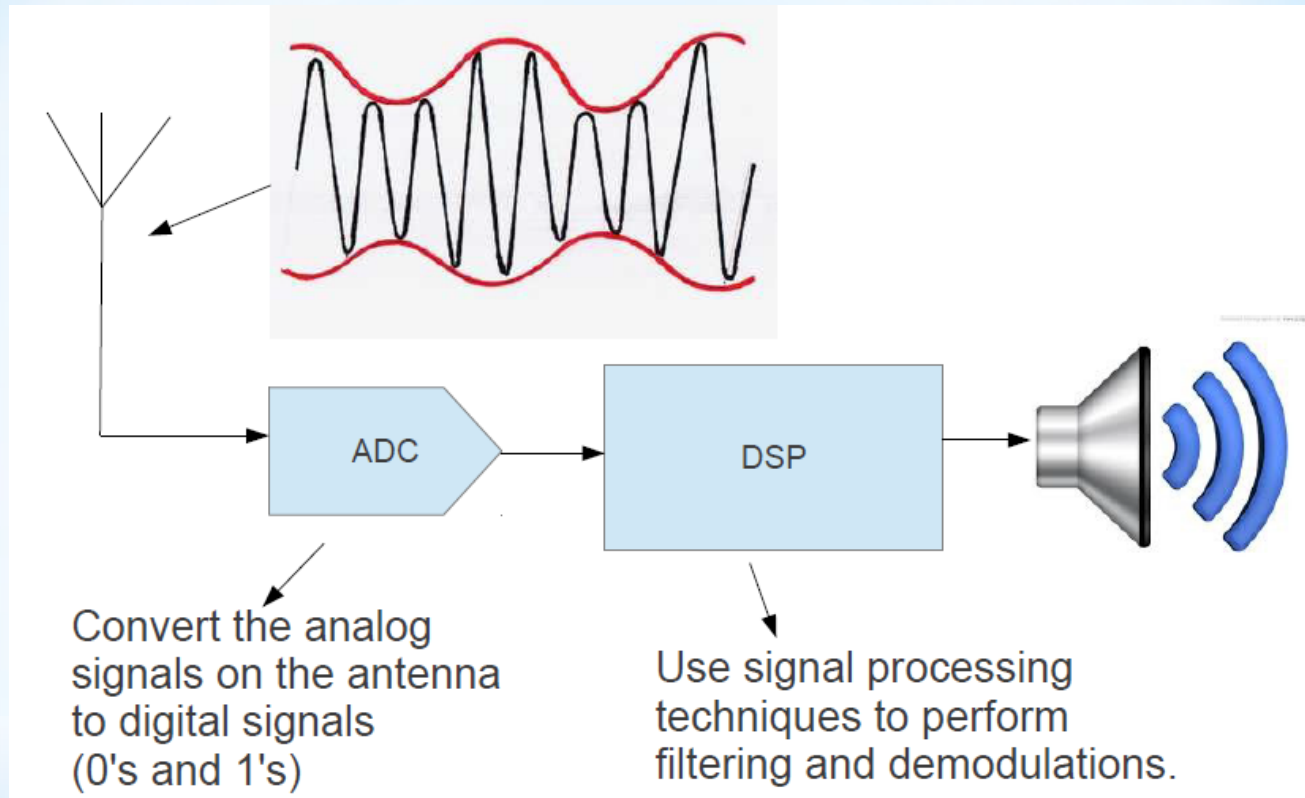 ADC
DSP
Convert the analog
signals on the antenna
to digital signals
(0's and 1's)
Use signal processing
techniques to perform
filtering and demodulations.